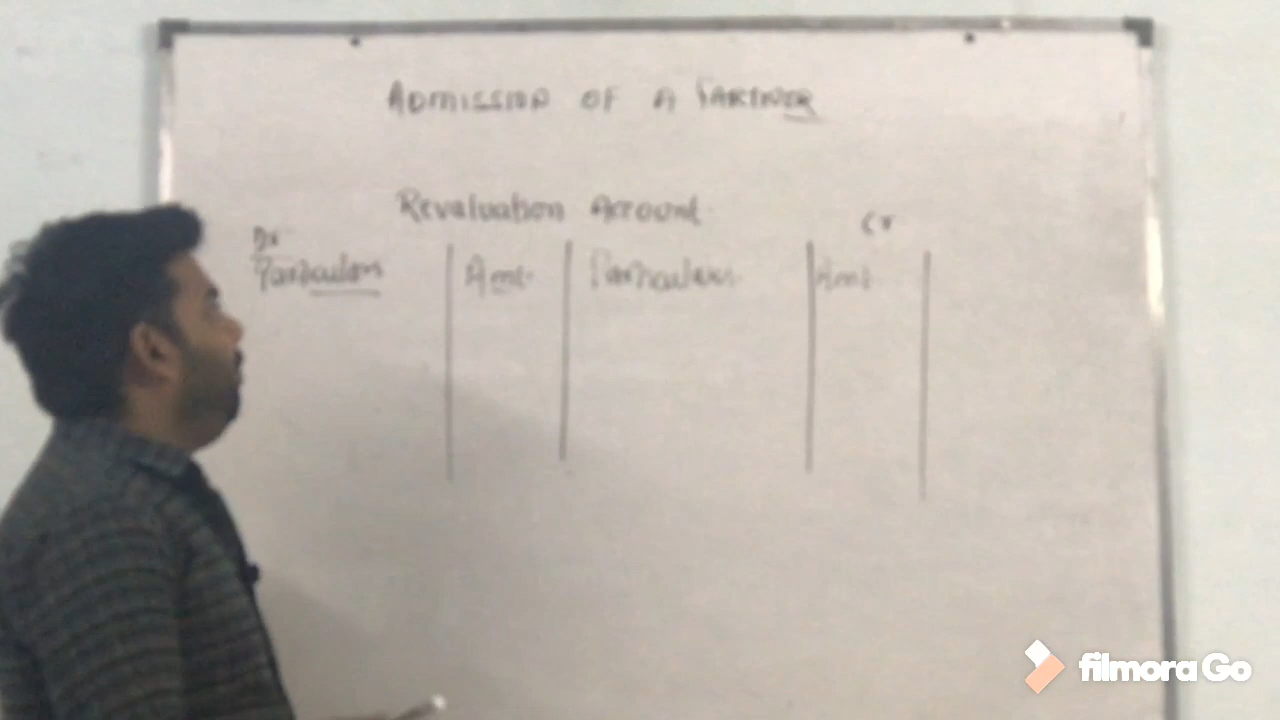 ADMISSION OF A PARTNER
Revaluation Account
Dr Cr
Particulars Amt Particulars Amt
filmora Go